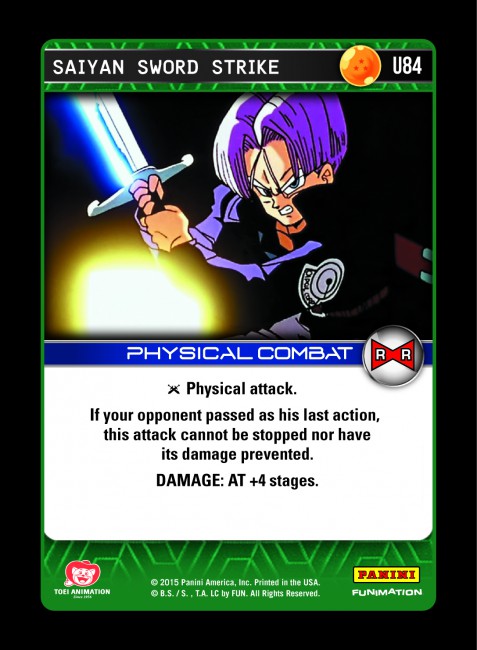 SAIYAN SWORD STRIKE U84
PHYSICAL COMBAT R R
Physical attack.
If your opponent passed as his last action,
this attack cannot be stopped nor have
its damage prevented.
DAMAGE: AT +4 stages.
TOEI ANIMATION
Since 1956
© 2015 Panini America, Inc. Printed in the USA.
© B.S. / S. , T.A. LC by FUN. All Rights Reserved.
PANINI
FUNIMATION